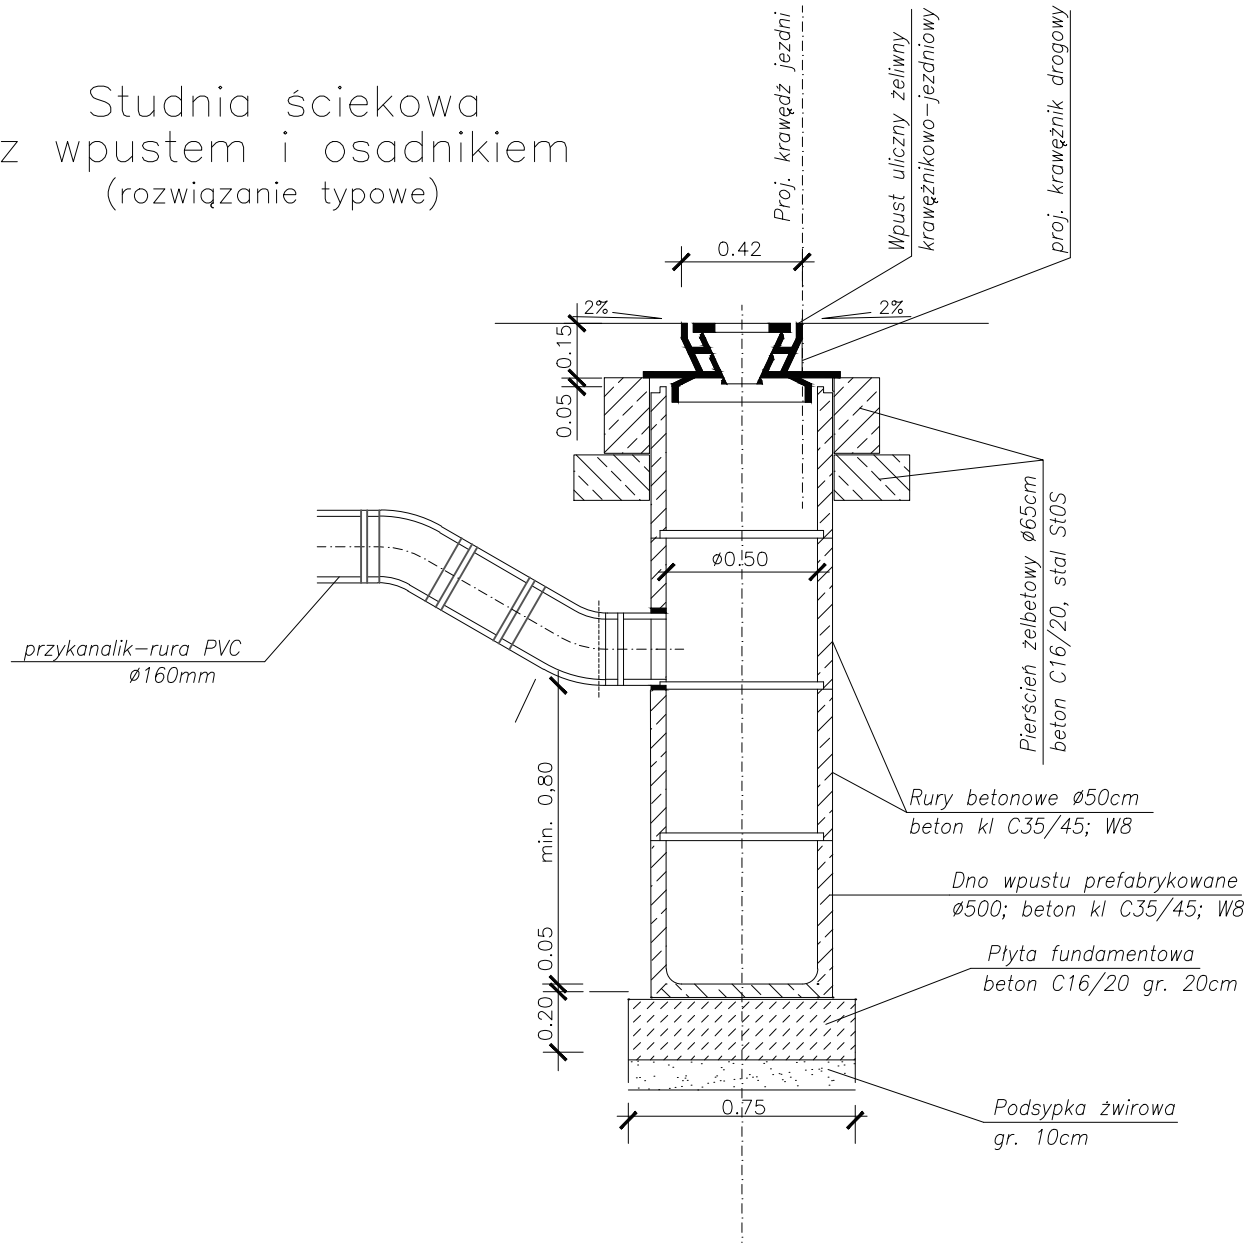 Studnia ściekowa
z wpustem i osadnikiem
(rozwiązanie typowe)
Proj. krawędź jezdni
Wpust uliczny żeliwny
krawężnikowo-jezdniowy
proj. krawężnik drogowy
0.42
2%
2%
0.15
0.05
Pierścień żelbetowy ø65cm
beton C16/20, stal St0S
ø0.50
przykanalik-rura PVC
ø160mm
min. 0,80
Rury betonowe ø50cm
beton kl C35/45; W8
Dno wpustu prefabrykowane
ø500; beton kl C35/45; W8
0.05
Płyta fundamentowa
beton C16/20 gr. 20cm
0.20
0.75
Podsypka żwirowa
gr. 10cm